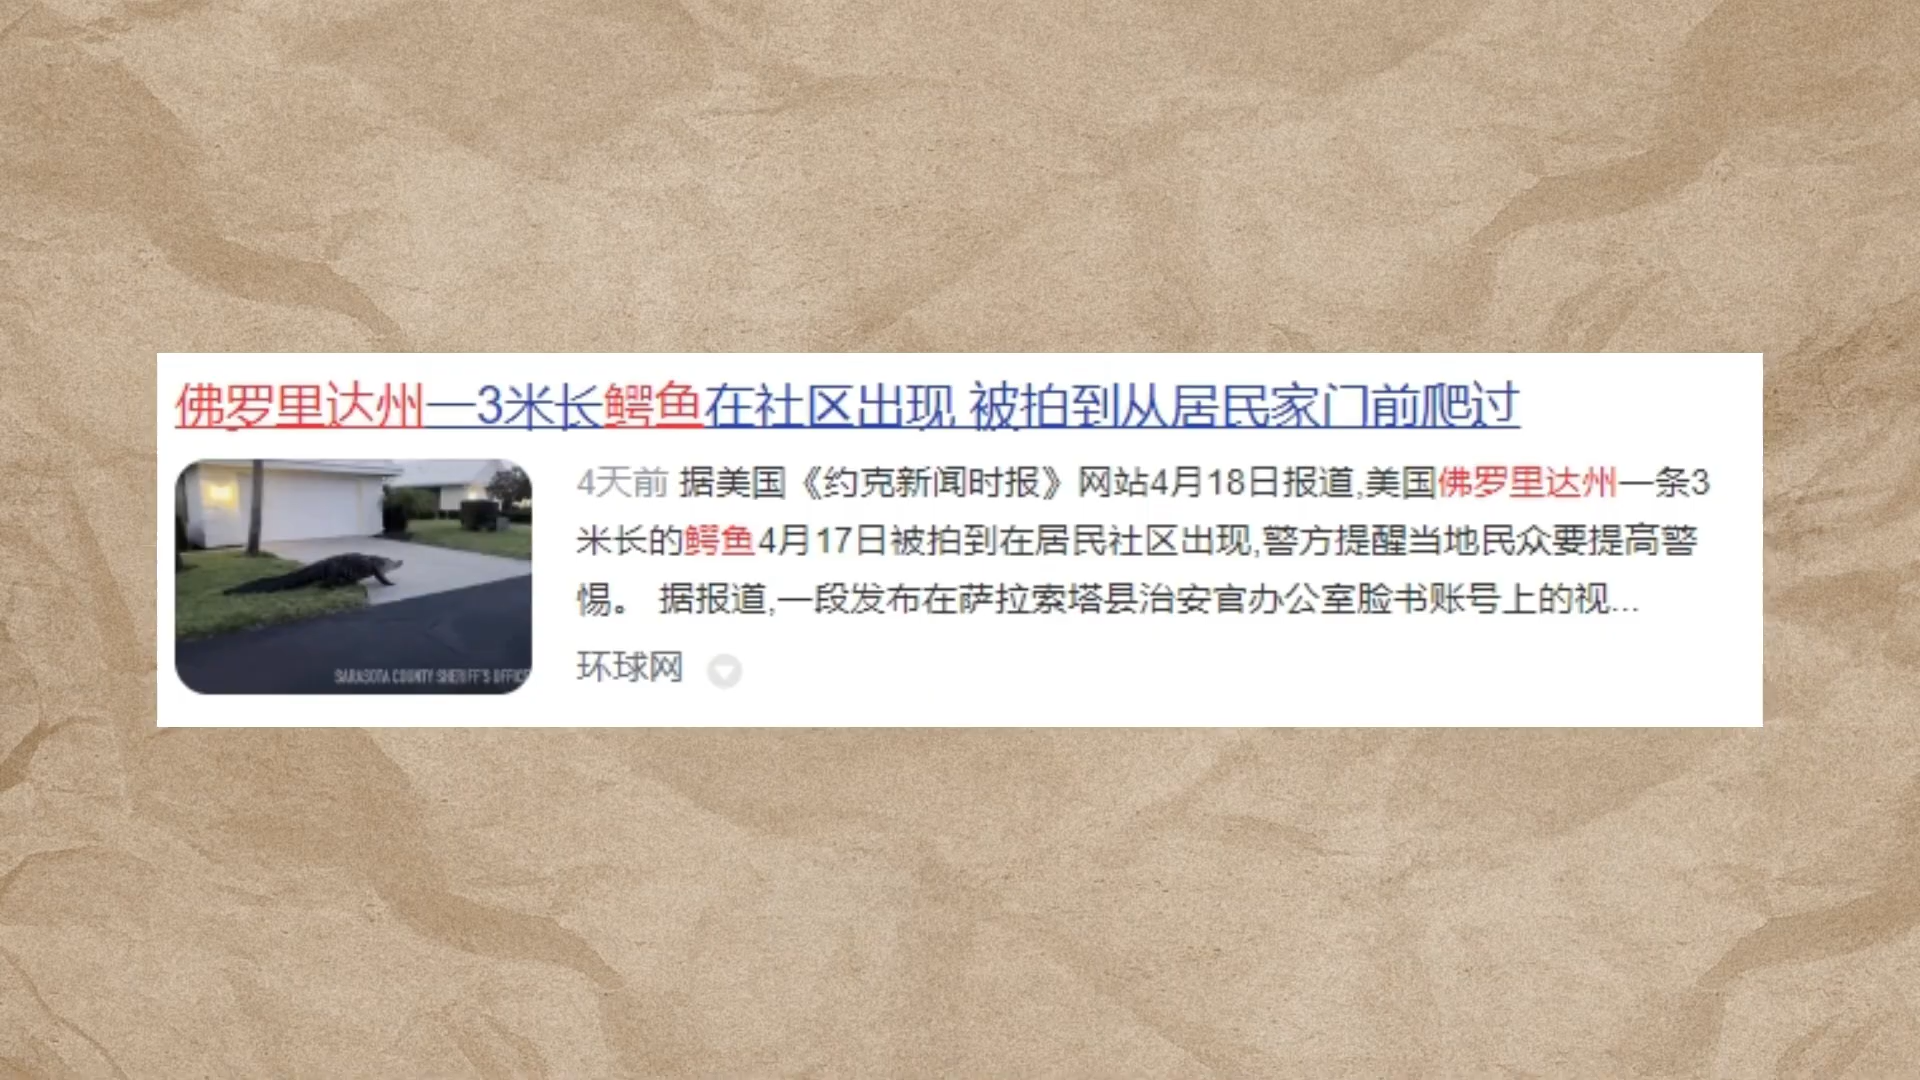 佛罗里达州一3米长鳄鱼在社区出现 被拍到从居民家门前爬过
4天前 据美国《约克新闻时报》网站4月18日报道,美国佛罗里达州一条3
米长的鳄鱼4月17日被拍到在居民社区出现,警方提醒当地民众要提高警
惕。 据报道,一段发布在萨拉索塔县治安官办公室脸书账号上的视...
SARASOTA COUNTY SHERIFF'S OFFICE
环球网